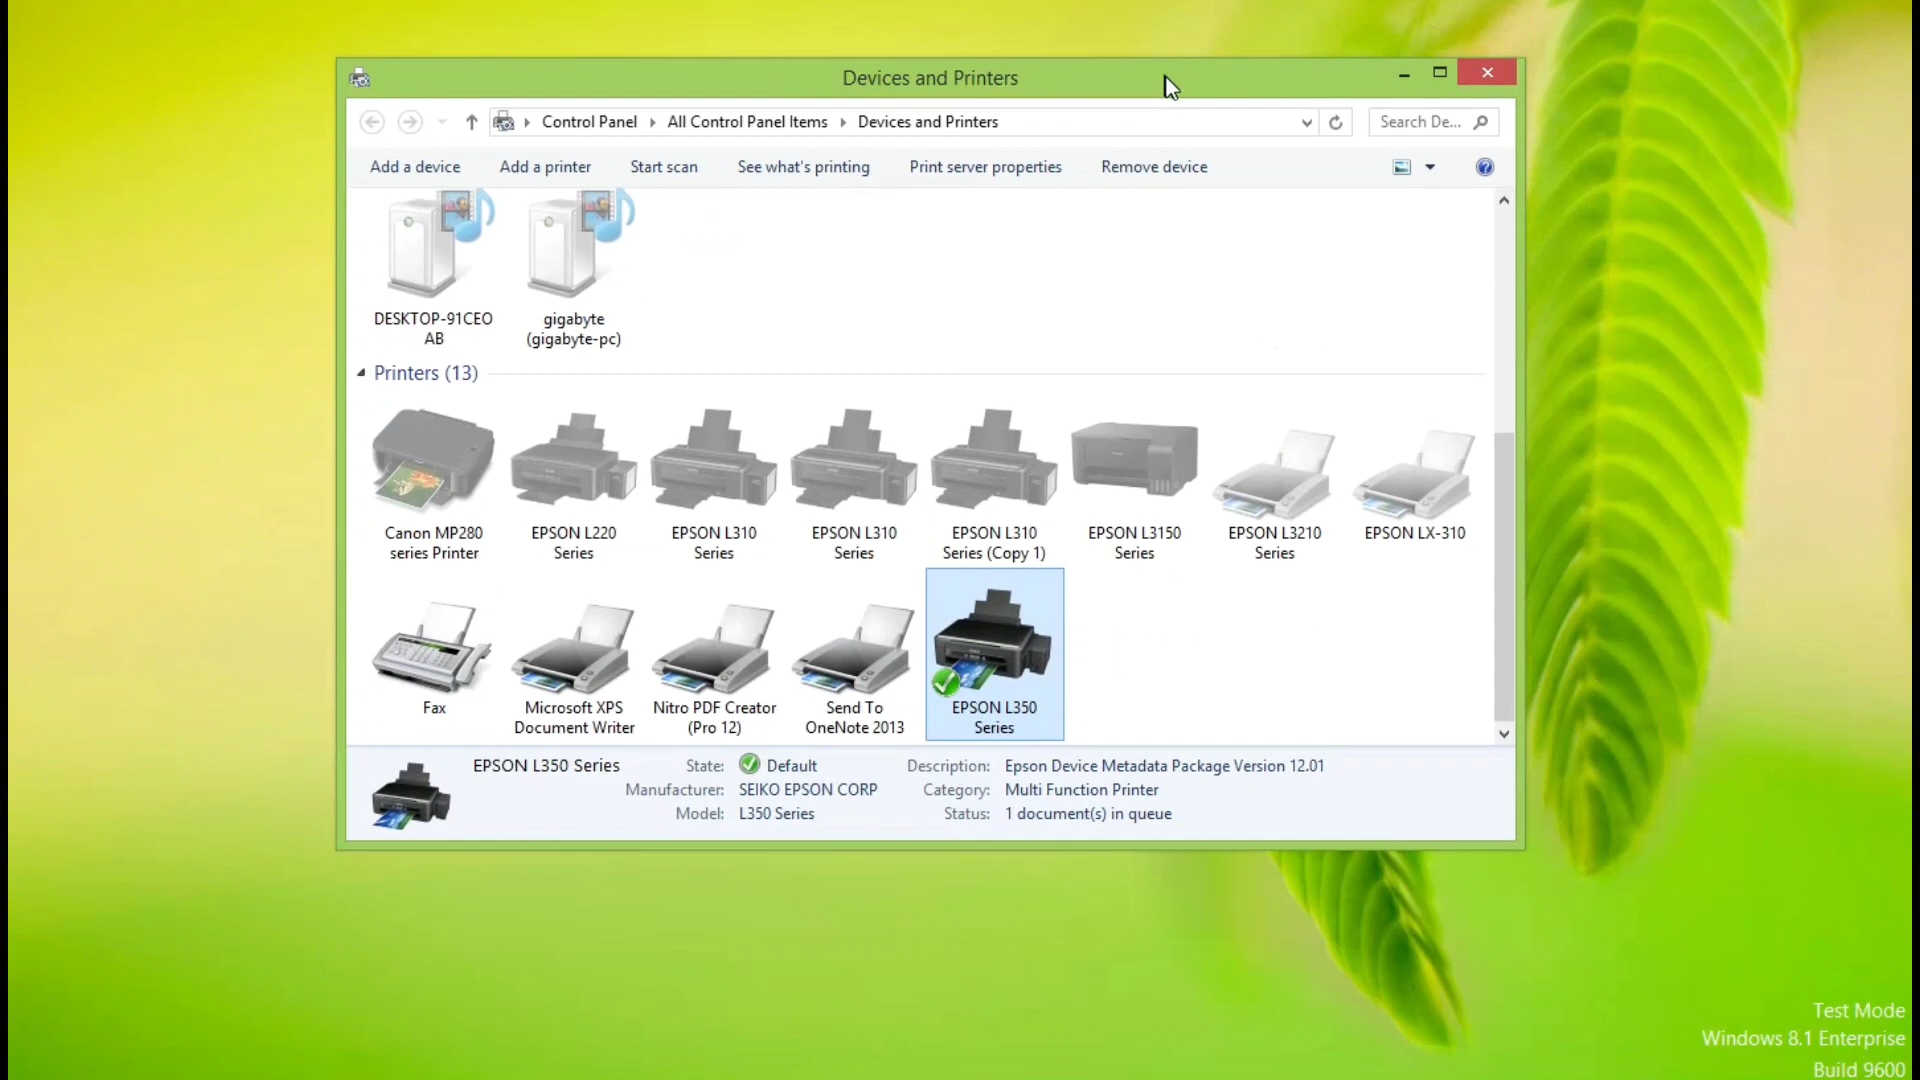 Devices and Printers
Control Panel
All Control Panel Items
Devices and Printers
Search De...
Add a device
Add a printer
Start scan
See what's printing
Print server properties
Remove device
DESKTOP-91CEO
AB
gigabyte
(gigabyte-pc)
Printers (13)
Canon MP280
series Printer
EPSON L220
Series
EPSON L310
Series
EPSON L310
Series
EPSON L310
Series (Copy 1)
EPSON L3150
Series
EPSON L3210
Series
EPSON LX-310
Fax
Microsoft XPS
Document Writer
Nitro PDF Creator
(Pro 12)
Send To
OneNote 2013
EPSON L350
Series
EPSON L350 Series
State: Default
Manufacturer: SEIKO EPSON CORP
Model: L350 Series
Description: Epson Device Metadata Package Version 12.01
Category: Multi Function Printer
Status: 1 document(s) in queue
Test Mode
Windows 8.1 Enterprise
Build 9600